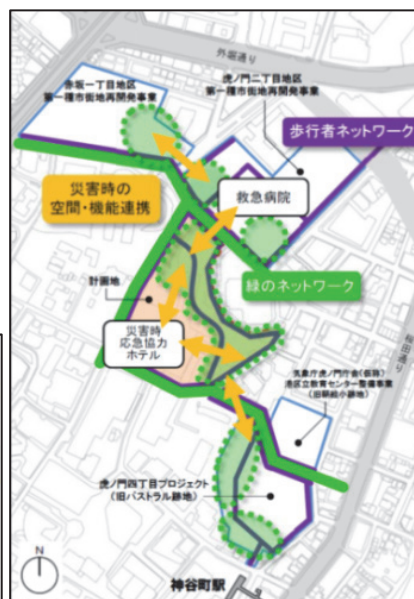 外堀通り
赤坂一丁目地区
第一種市街地再開発事業
虎ノ門二丁目地区
第一種市街地再開発事業
歩行者ネットワーク
災害時の
空間・機能連携
救急病院
緑のネットワーク
計画地
災害時
応急協力
ホテル
桜田通り
気象庁虎ノ門庁舎(仮称)
港区立教育センター整備事業
(旧鞆絵小跡地)
虎ノ門四丁目プロジェクト
(旧パストラル跡地)
N
神谷町駅